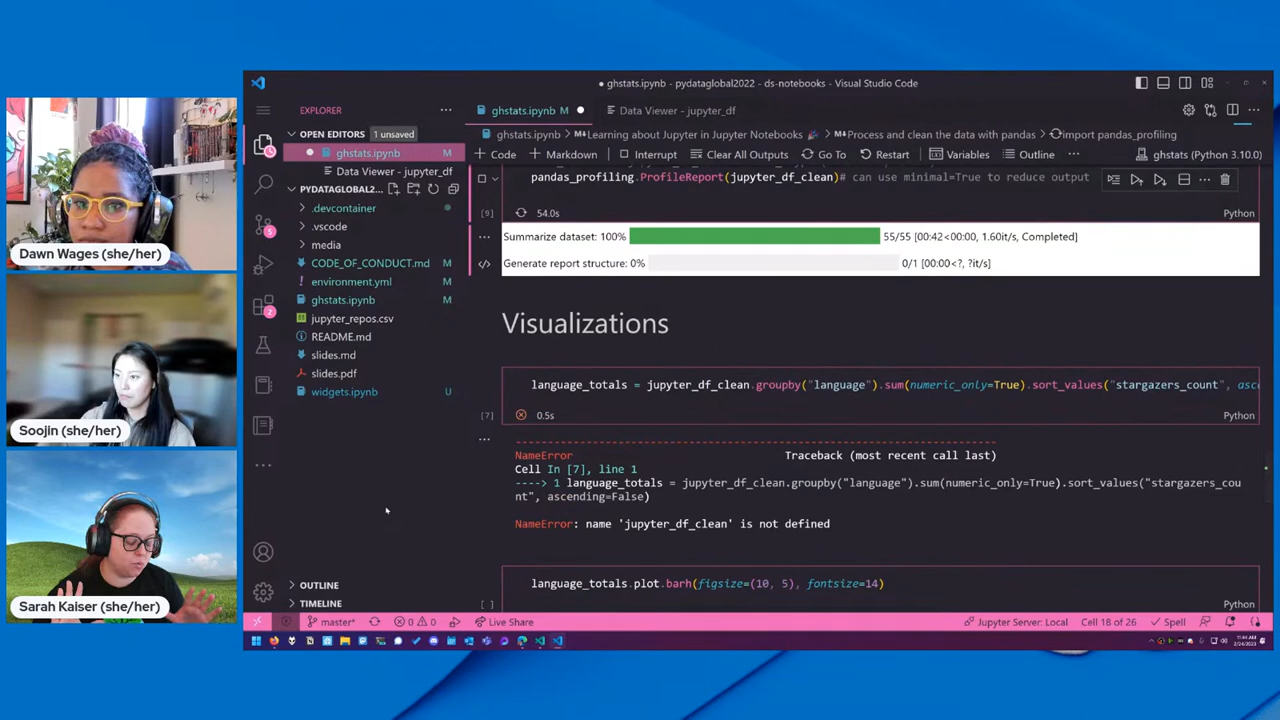 ghstats.ipynb - pydataglobal2022 - ds-notebooks - Visual Studio Code
EXPLORER
ghstats.ipynb M
Data Viewer - jupyter_df
OPEN EDITORS 1 unsaved
ghstats.ipynb > Learning about Jupyter in Jupyter Notebooks > Process and clean the data with pandas > import pandas_profiling
ghstats.ipynb M
+ Code + Markdown Interrupt Clear All Outputs Go To Restart Variables Outline ghstats (Python 3.10.0)
Data Viewer - jupyter_df
pandas_profiling.ProfileReport(jupyter_df_clean)# can use minimal=True to reduce output
PYDATAGLOBAL2...
.devcontainer
[9] 54.0s Python
.vscode
Summarize dataset: 100% 55/55 [00:42<00:00, 1.60it/s, Completed]
media
Generate report structure: 0% 0/1 [00:00<?, ?it/s]
CODE_OF_CONDUCT.md M
environment.yml M
ghstats.ipynb M
jupyter_repos.csv
README.md
slides.md
slides.pdf
widgets.ipynb U
Visualizations
language_totals = jupyter_df_clean.groupby("language").sum(numeric_only=True).sort_values("stargazers_count",
[7] 0.5s Python
NameError Traceback (most recent call last)
Cell In [7], line 1
----> 1 language_totals = jupyter_df_clean.groupby("language").sum(numeric_only=True).sort_values("stargazers_cou
nt", ascending=False)
NameError: name 'jupyter_df_clean' is not defined
language_totals.plot.barh(figsize=(10, 5), fontsize=14)
[ ] Python
OUTLINE
TIMELINE
master* 0 0 Live Share Jupyter Server: Local Cell 18 of 26 Spell
2/24/2023
Dawn Wages (she/her)
Soojin (she/her)
Sarah Kaiser (she/her)
5
2